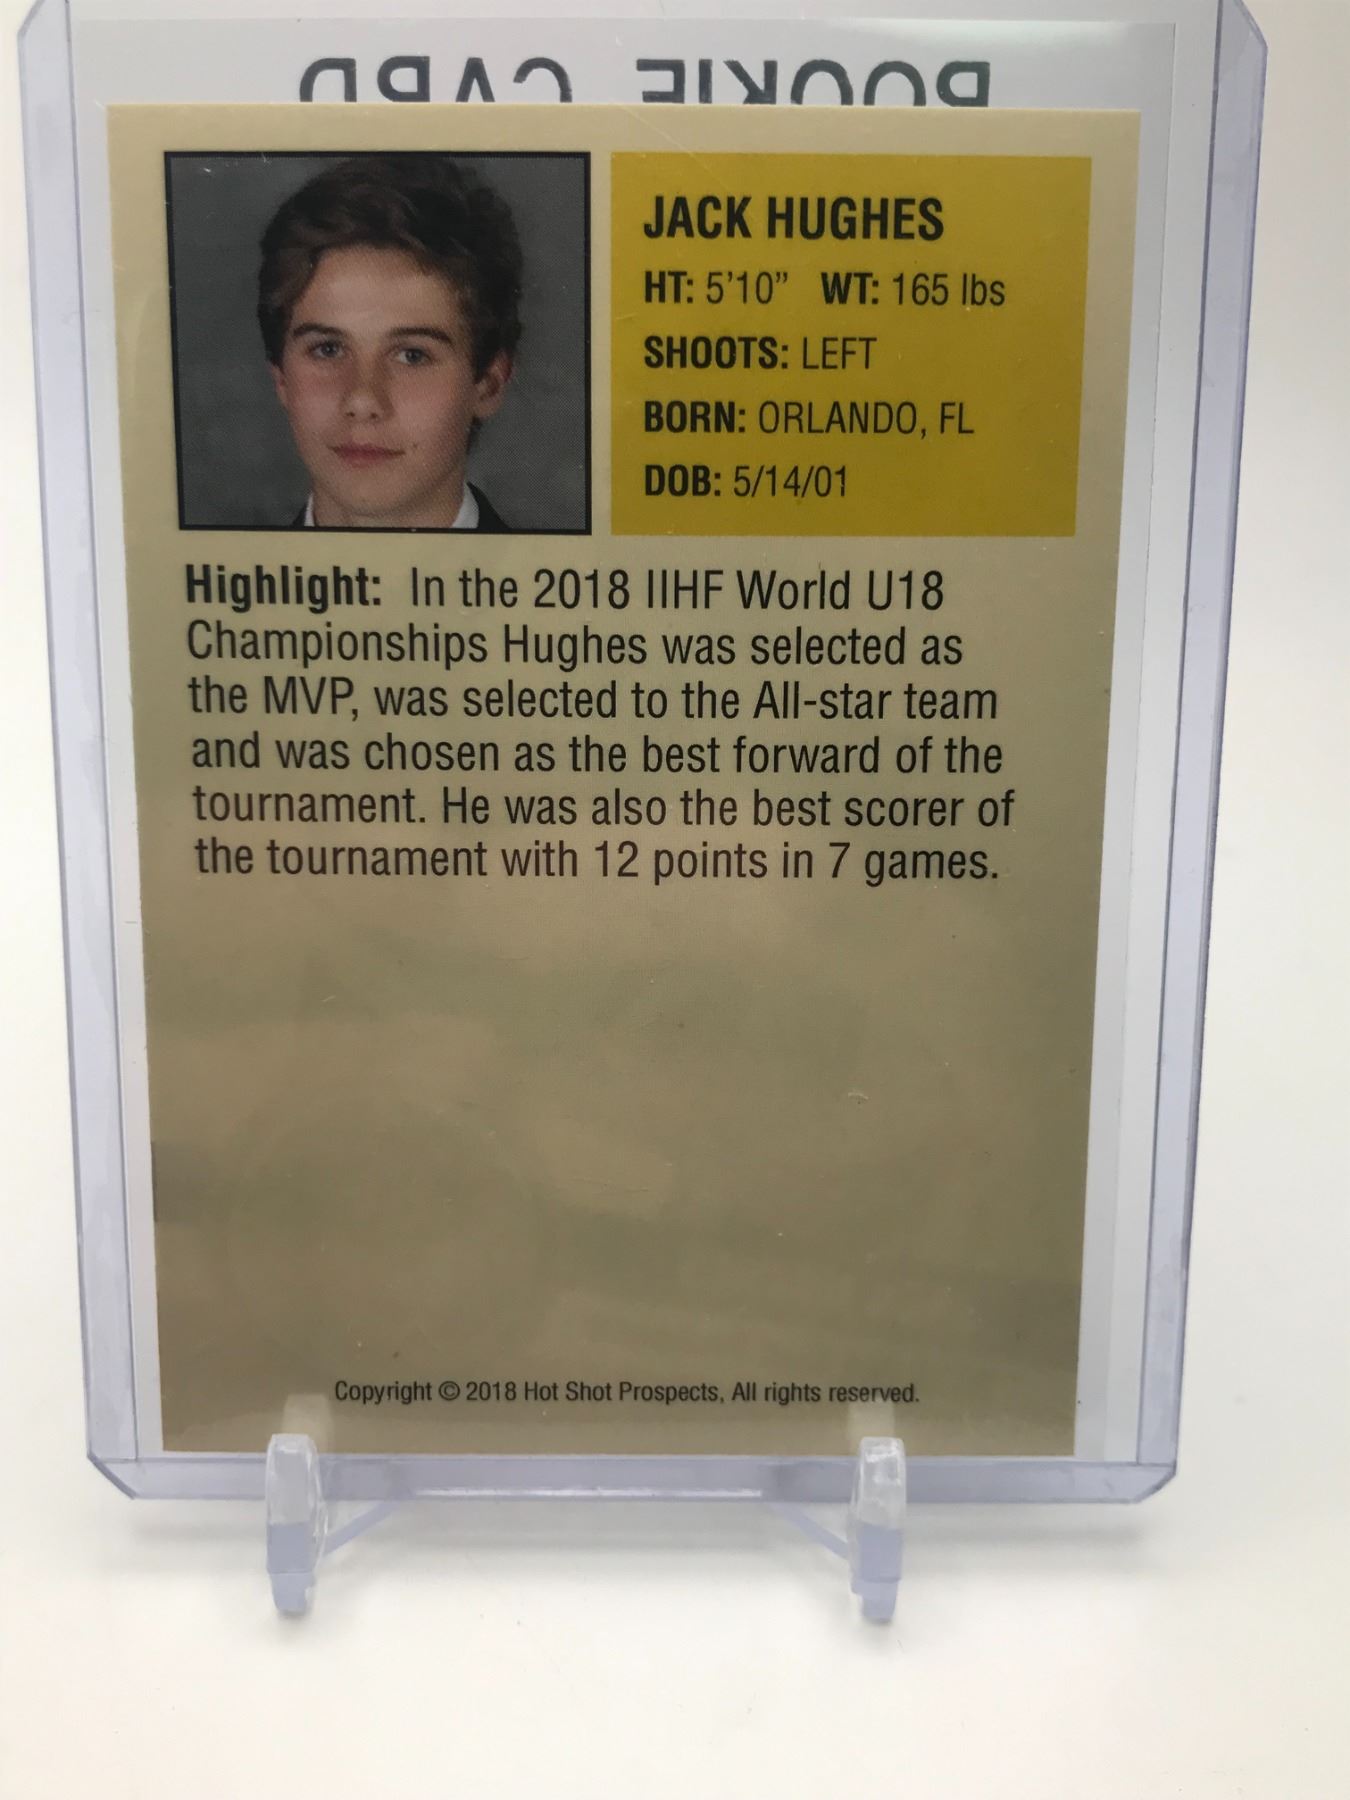 ROOKIE CARD
JACK HUGHES
HT: 5'10” WT: 165 lbs
SHOOTS: LEFT
BORN: ORLANDO, FL
DOB: 5/14/01
Highlight: In the 2018 IIHF World U18
Championships Hughes was selected as
the MVP, was selected to the All-star team
and was chosen as the best forward of the
tournament. He was also the best scorer of
the tournament with 12 points in 7 games.
Copyright © 2018 Hot Shot Prospects, All rights reserved.